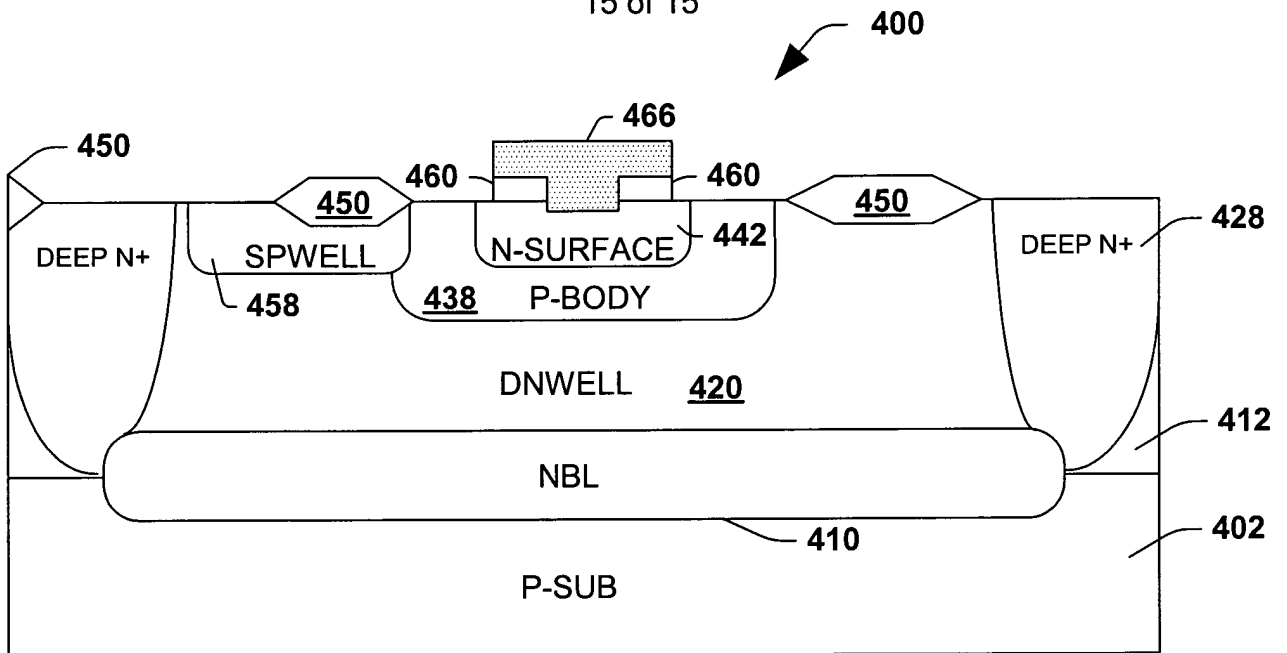 15 of 15
400
466
450
460
460
450
450
428
DEEP N+
SPWELL
N-SURFACE
442
DEEP N+
458
438
P-BODY
DNWELL
420
412
NBL
410
402
P-SUB